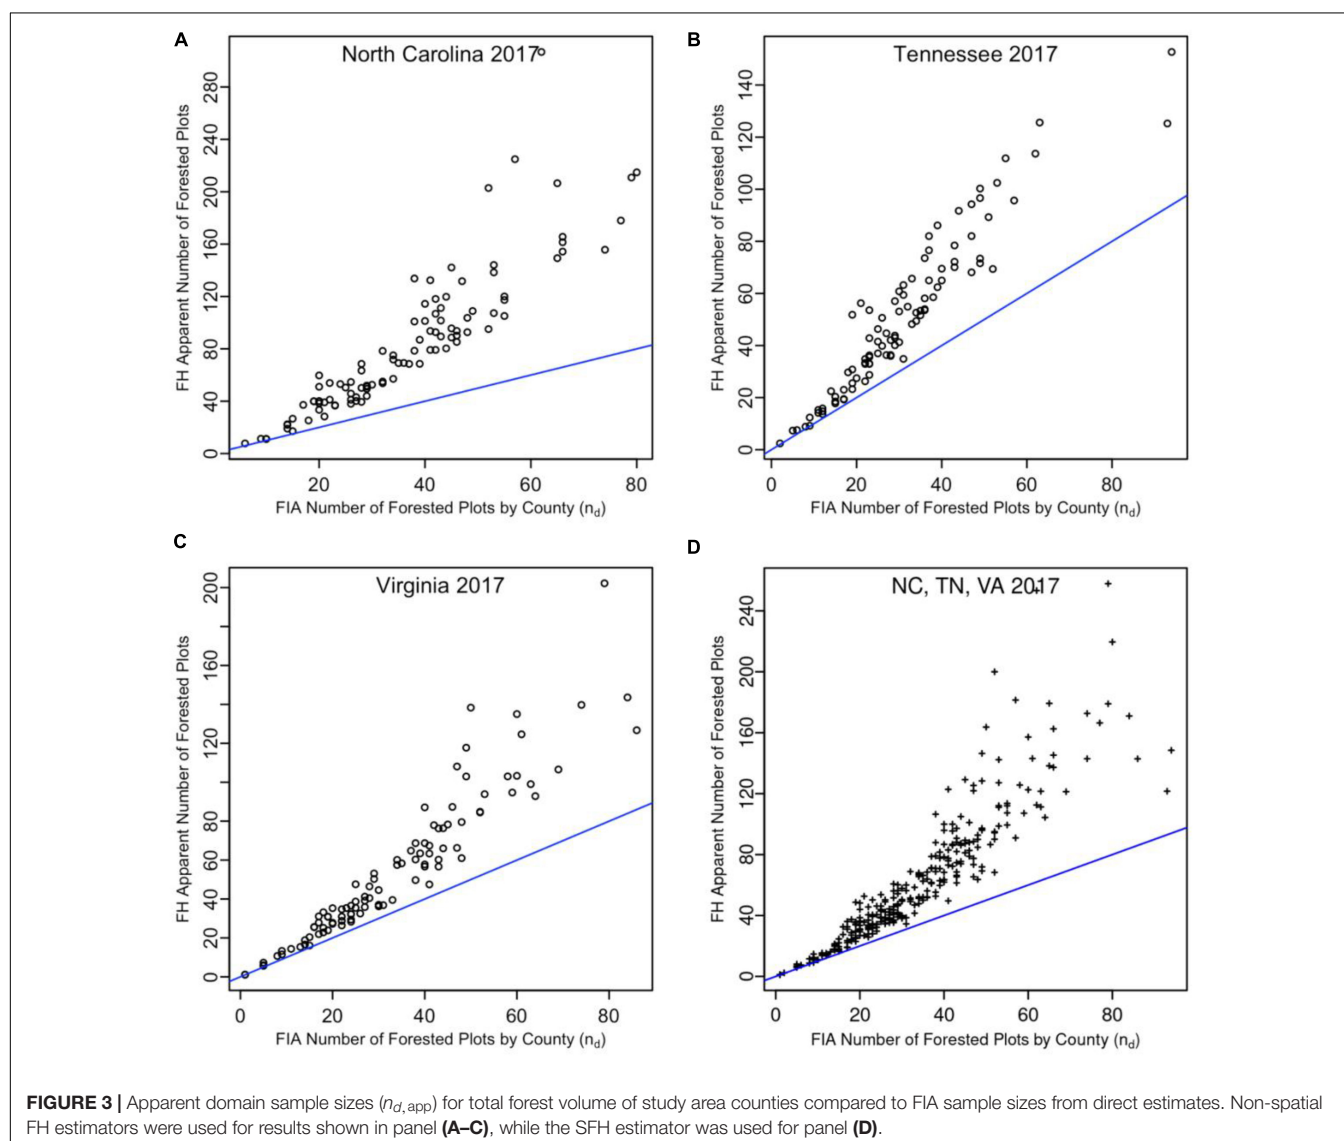 A
North Carolina 2017
FH Apparent Number of Forested Plots
280
240
200
160
120
80
40
0
20 40 60 80
FIA Number of Forested Plots by County (nd)
B
Tennessee 2017
FH Apparent Number of Forested Plots
140
120
100
80
60
40
20
0
0 20 40 60 80
FIA Number of Forested Plots by County (nd)
C
Virginia 2017
FH Apparent Number of Forested Plots
200
160
120
80
60
40
20
0
0 20 40 60 80
FIA Number of Forested Plots by County (nd)
D
NC, TN, VA 2017
FH Apparent Number of Forested Plots
240
200
160
120
80
40
0
0 20 40 60 80
FIA Number of Forested Plots by County (nd)
FIGURE 3 | Apparent domain sample sizes (nd,app) for total forest volume of study area counties compared to FIA sample sizes from direct estimates. Non-spatial
FH estimators were used for results shown in panel (A–C), while the SFH estimator was used for panel (D).